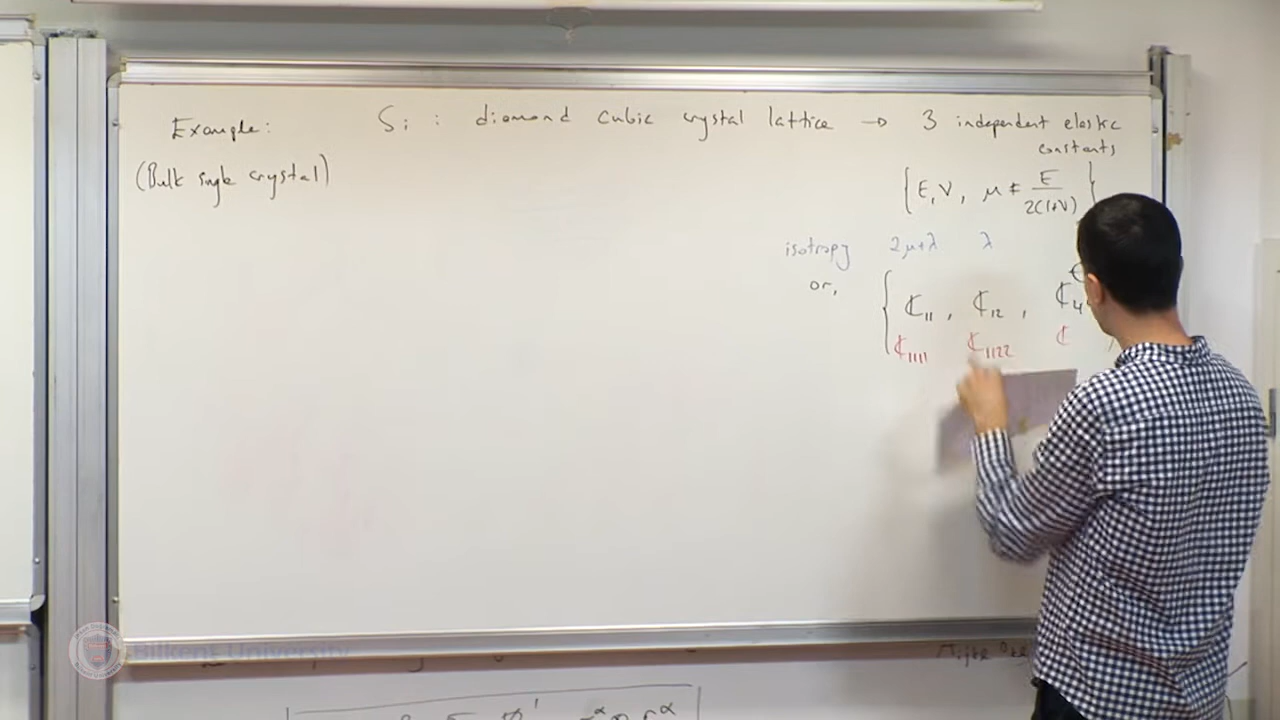 Example: Si : diamond cubic crystal lattice → 3 independent elastic
constants
(Bulk single crystal)
{E, ν, μ ≠ E/2(1+ν)}
isotropy 2μ+λ λ
or, { ℂ₁₁ , ℂ₁₂ , ℂ₄
ℂ₁₁₁₁ ℂ₁₁₂₂ ℂ
Bilkent University